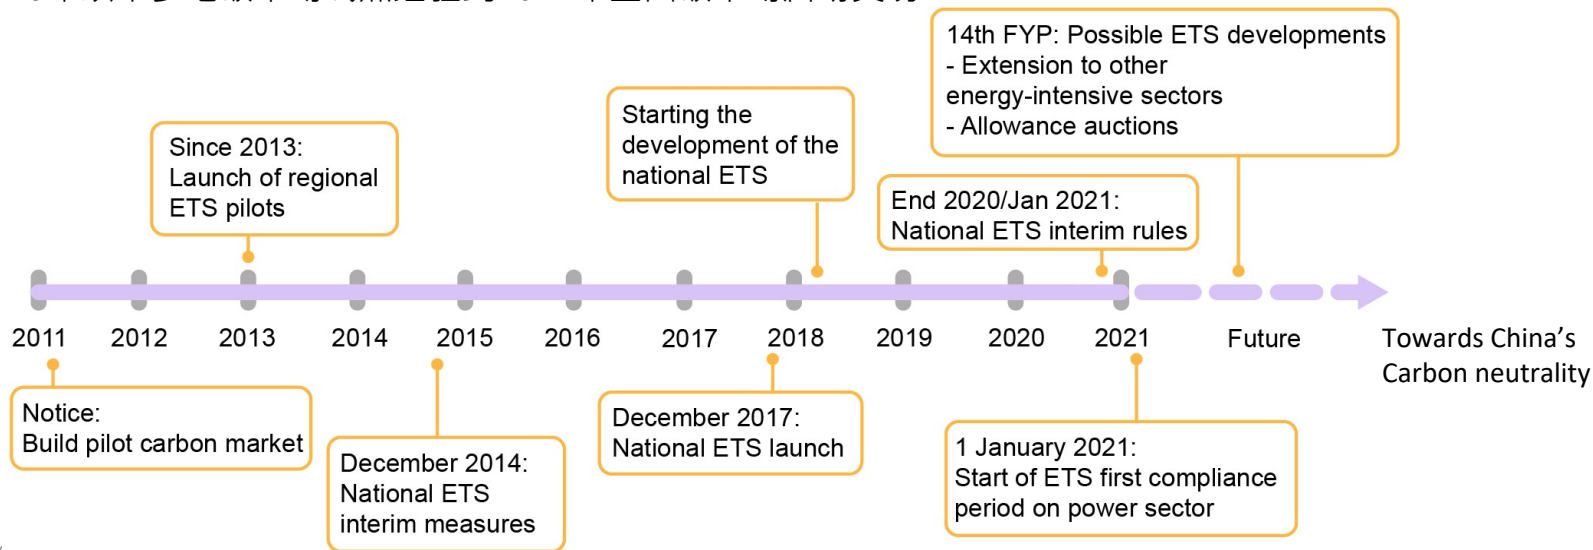 14th FYP: Possible ETS developments
- Extension to other
energy-intensive sectors
- Allowance auctions
Starting the
development of the
national ETS
Since 2013:
Launch of regional
ETS pilots
End 2020/Jan 2021:
National ETS interim rules
2011
2012
2013
2014
2015
2016
2017
2018
2019
2020
2021
Future
Towards China’s
Carbon neutrality
Notice:
Build pilot carbon market
December 2014:
National ETS
interim measures
December 2017:
National ETS launch
1 January 2021:
Start of ETS first compliance
period on power sector